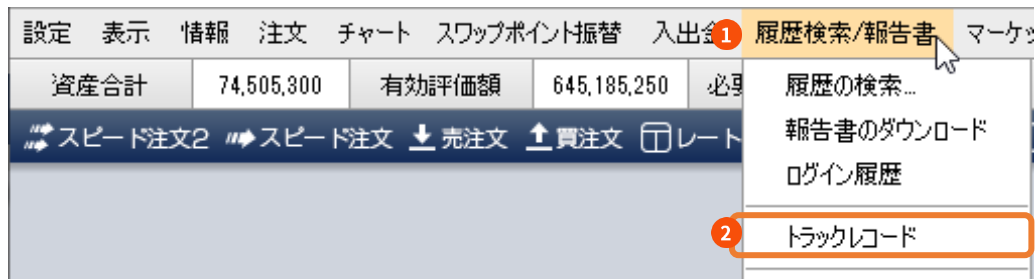 設定 表示 情報 注文 チャート スワップポイント振替 入出金 1 履歴検索/報告書 マーケッ
資産合計 74,505,300 有効評価額 645,185,250 必要
スピード注文2 スピード注文 売注文 買注文 レート
履歴の検索...
報告書のダウンロード
ログイン履歴
2 トラックレコード